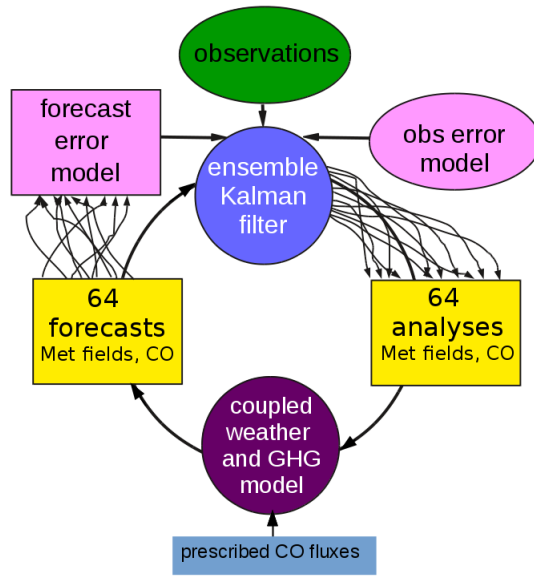 observations
forecast
error
model
obs error
model
ensemble
Kalman
filter
64
forecasts
Met fields, CO
64
analyses
Met fields, CO
coupled
weather
and GHG
model
prescribed CO fluxes